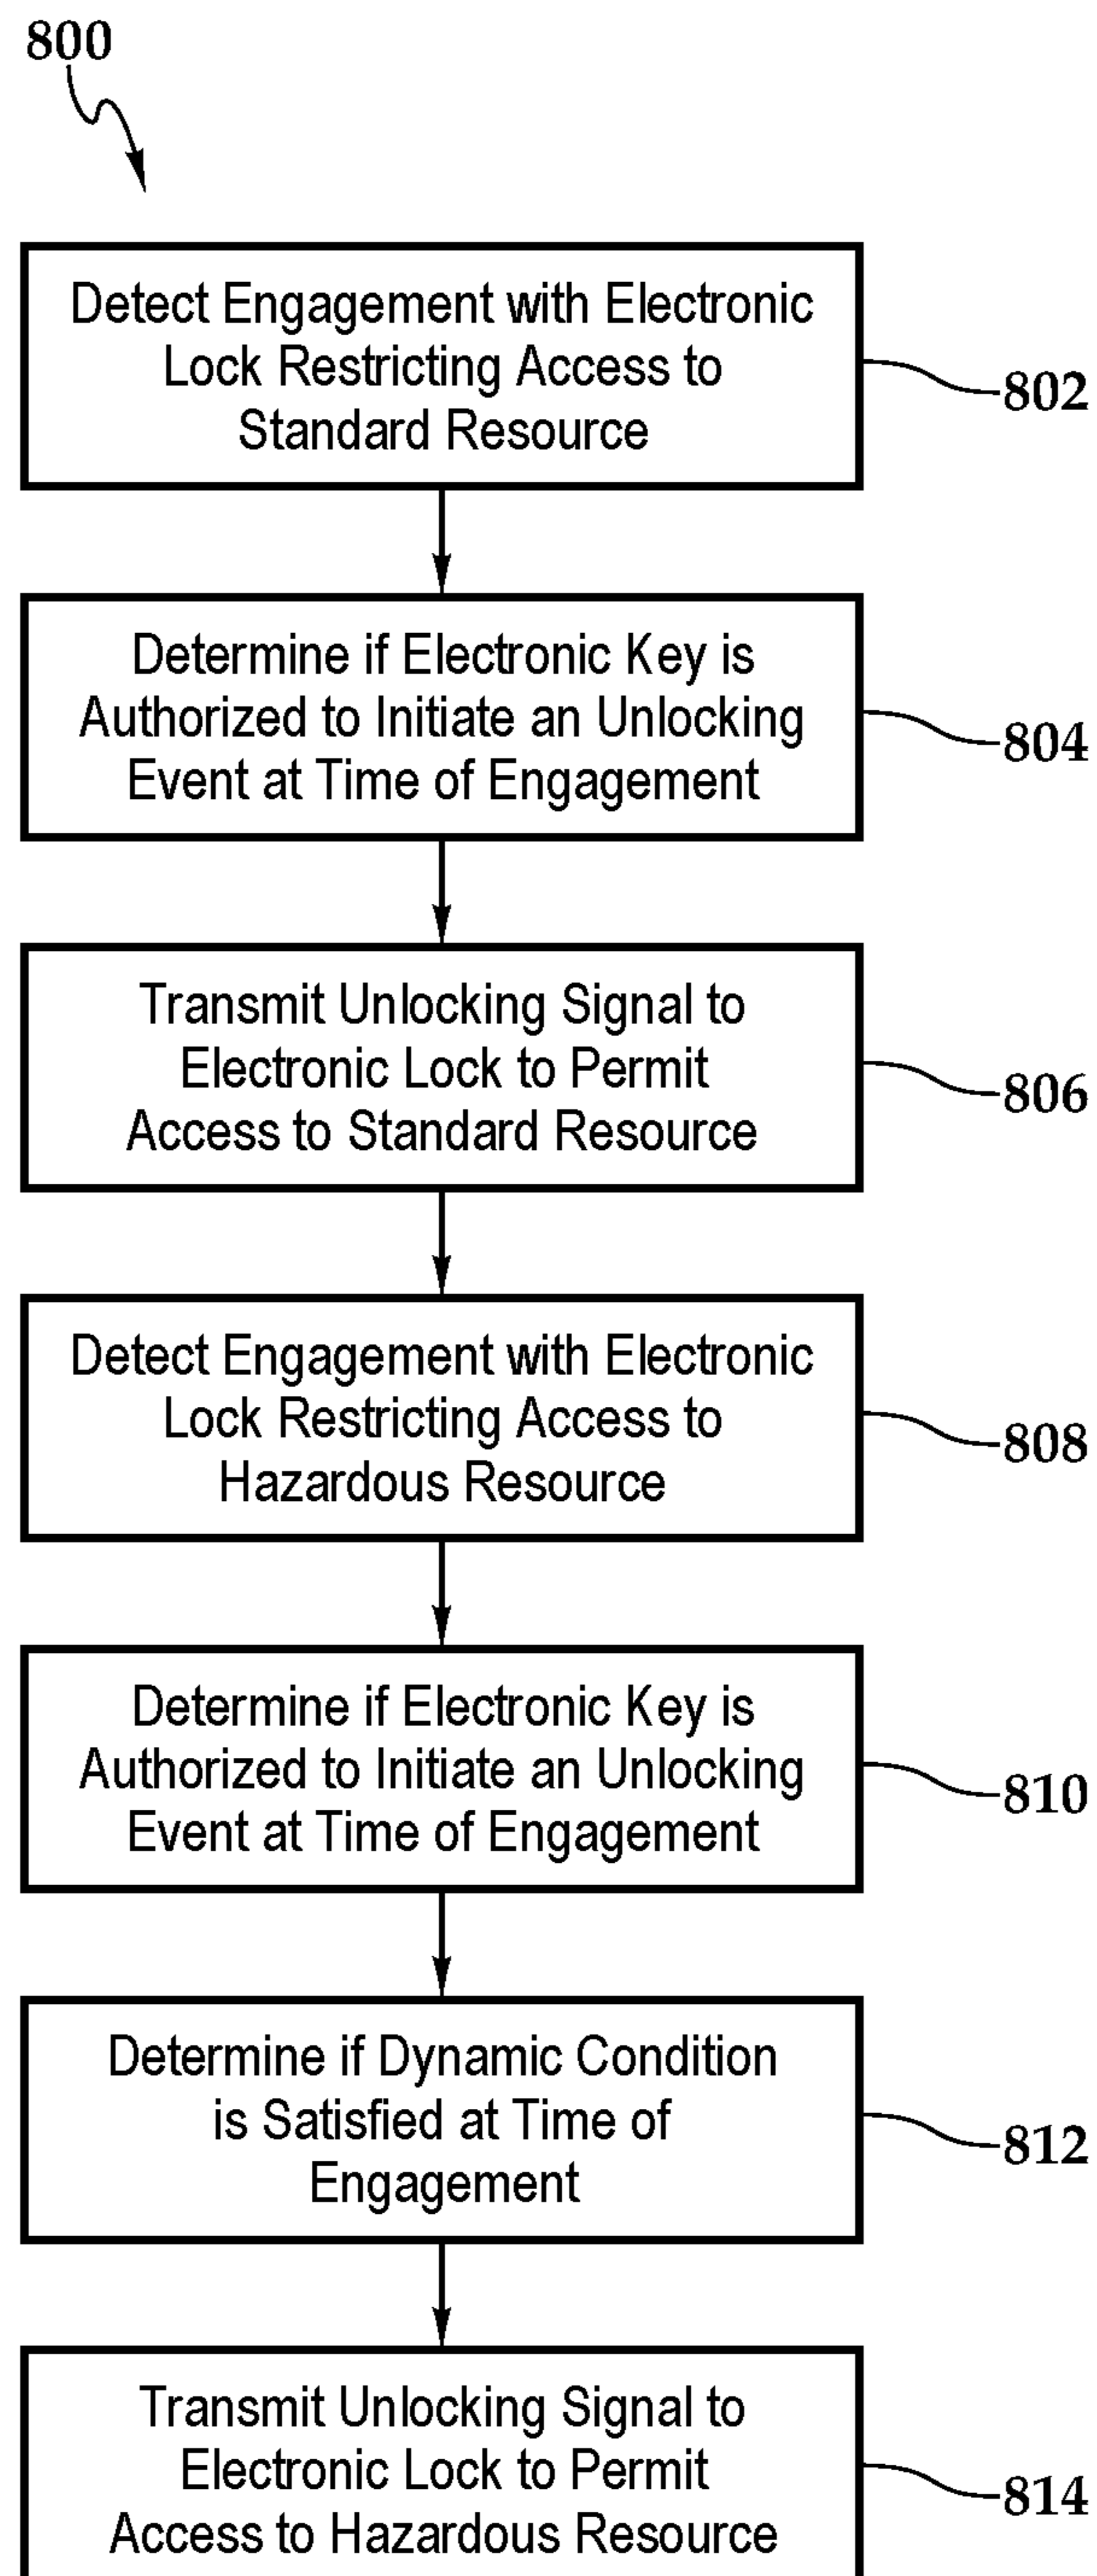 800
Detect Engagement with Electronic
Lock Restricting Access to
Standard Resource
802
Determine if Electronic Key is
Authorized to Initiate an Unlocking
Event at Time of Engagement
804
Transmit Unlocking Signal to
Electronic Lock to Permit
Access to Standard Resource
806
Detect Engagement with Electronic
Lock Restricting Access to
Hazardous Resource
808
Determine if Electronic Key is
Authorized to Initiate an Unlocking
Event at Time of Engagement
810
Determine if Dynamic Condition
is Satisfied at Time of
Engagement
812
Transmit Unlocking Signal to
Electronic Lock to Permit
Access to Hazardous Resource
814